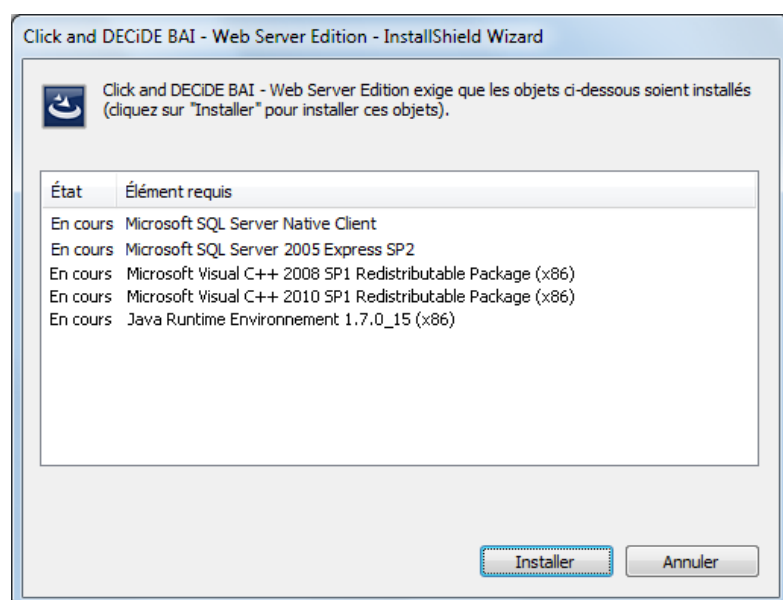 Click and DECiDE BAI - Web Server Edition - InstallShield Wizard
Click and DECiDE BAI - Web Server Edition exige que les objets ci-dessous soient installés
(cliquez sur "Installer" pour installer ces objets).
État Élément requis
En cours Microsoft SQL Server Native Client
En cours Microsoft SQL Server 2005 Express SP2
En cours Microsoft Visual C++ 2008 SP1 Redistributable Package (x86)
En cours Microsoft Visual C++ 2010 SP1 Redistributable Package (x86)
En cours Java Runtime Environnement 1.7.0_15 (x86)
Installer Annuler